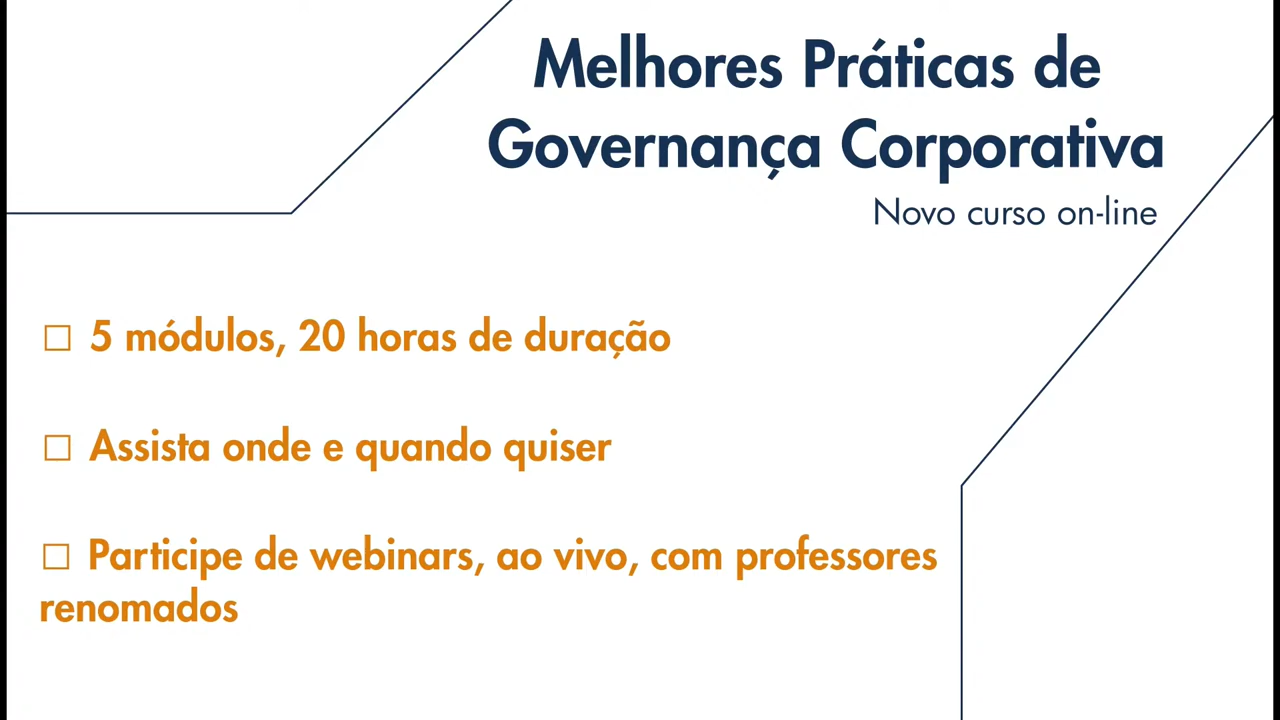 Melhores Práticas de
Governança Corporativa
Novo curso on-line
☐ 5 módulos, 20 horas de duração
☐ Assista onde e quando quiser
☐ Participe de webinars, ao vivo, com professores
renomados